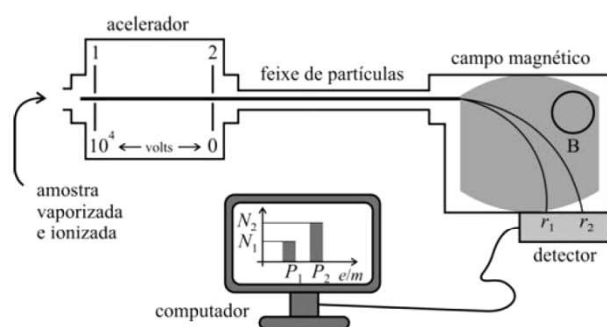 acelerador
1 2
10⁴ ← volts → 0
feixe de partículas
campo magnético
B
amostra
vaporizada
e ionizada
N₂
N₁
P₁ P₂ e/m
computador
r₁ r₂
detector